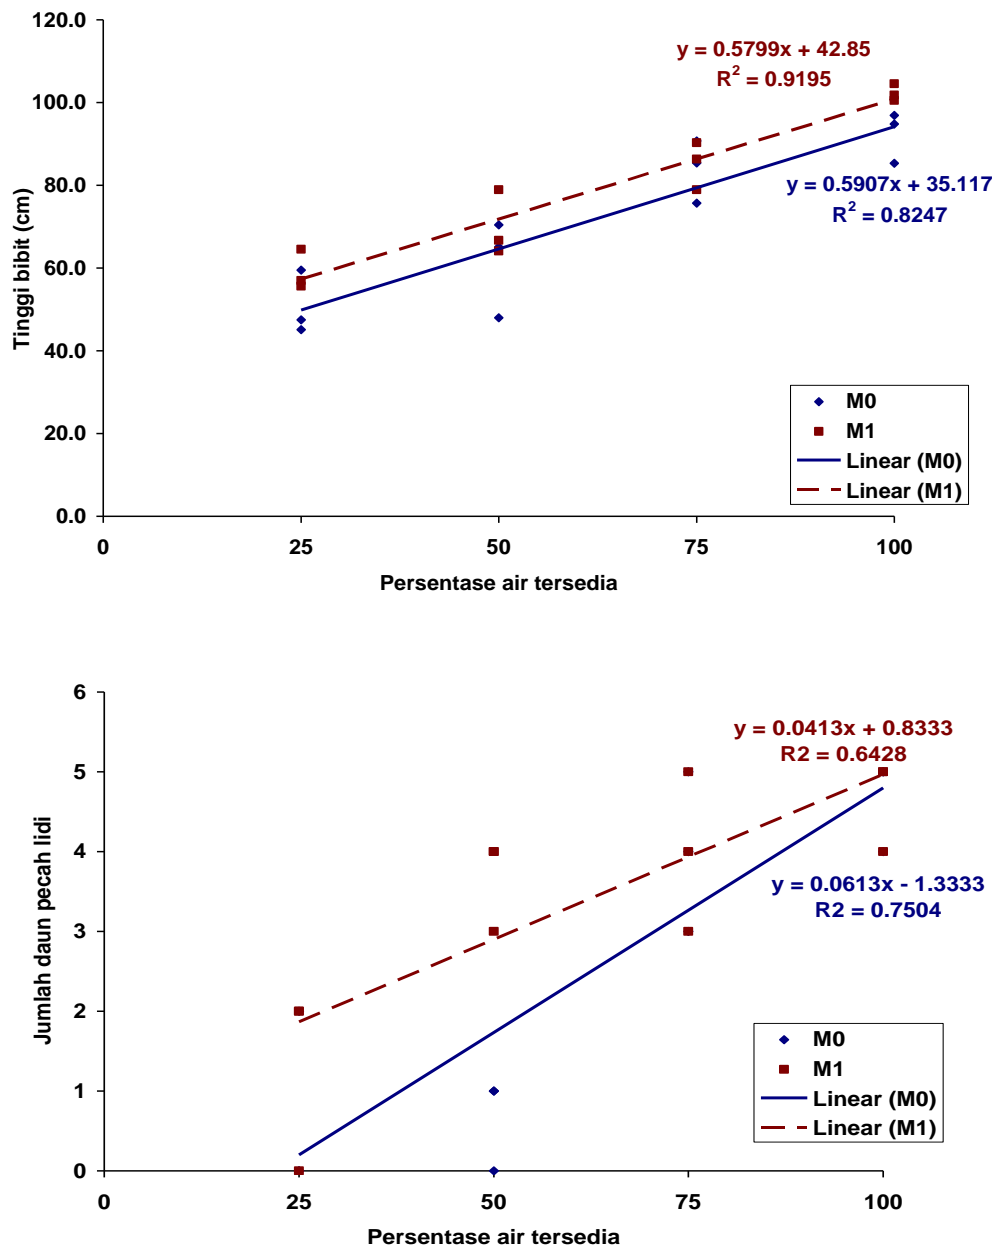 120.0
100.0
80.0
60.0
40.0
20.0
0.0
Tinggi bibit (cm)
y = 0.5799x + 42.85
R² = 0.9195
y = 0.5907x + 35.117
R² = 0.8247
M0
M1
Linear (M0)
Linear (M1)
0 25 50 75 100
Persentase air tersedia
6
5
4
3
2
1
0
Jumlah daun pecah lidi
y = 0.0413x + 0.8333
R2 = 0.6428
y = 0.0613x - 1.3333
R2 = 0.7504
M0
M1
Linear (M0)
Linear (M1)
0 25 50 75 100
Persentase air tersedia